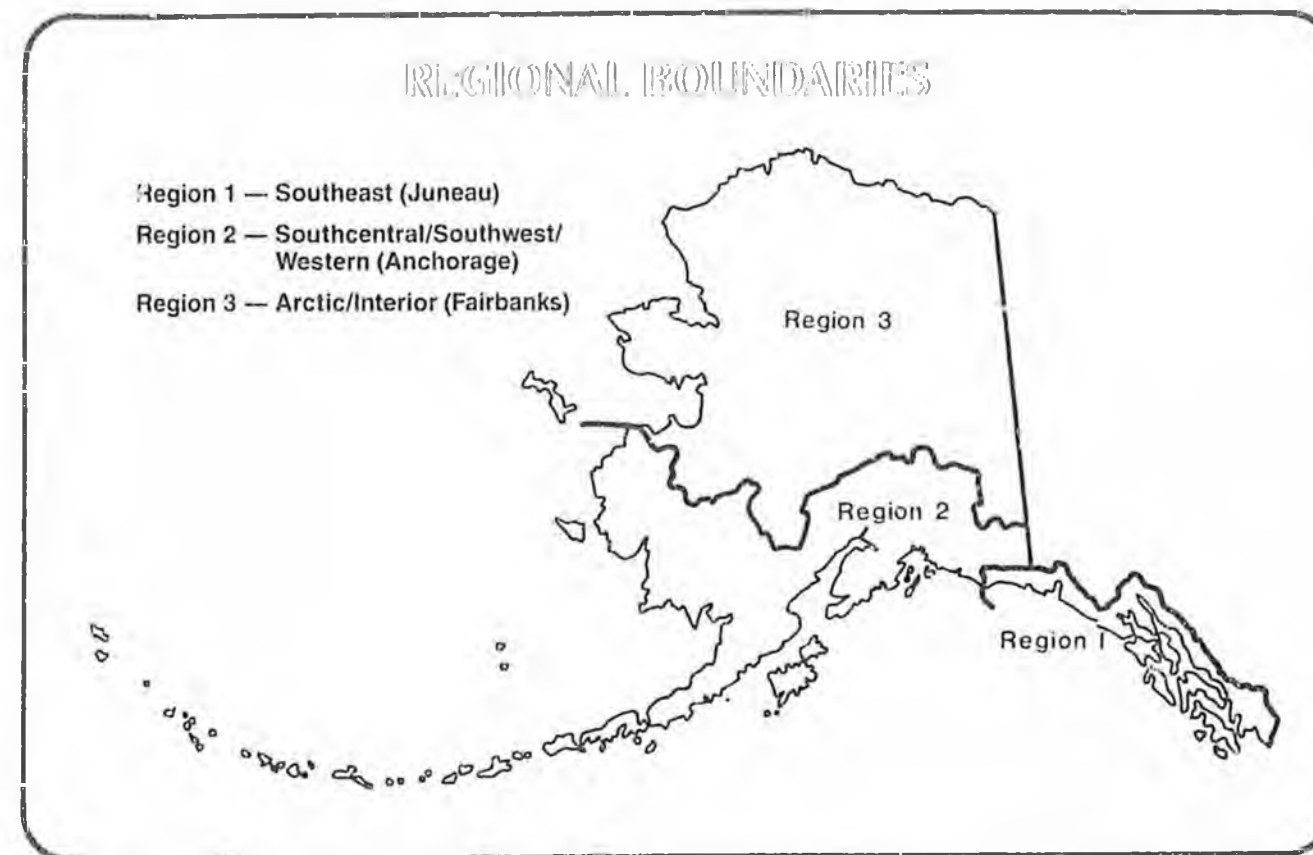 REGIONAL BOUNDARIES
Region 1 — Southeast (Juneau)
Region 2 — Southcentral/Southwest/
Western (Anchorage)
Region 3 — Arctic/Interior (Fairbanks)
Region 3
Region 2
Region 1